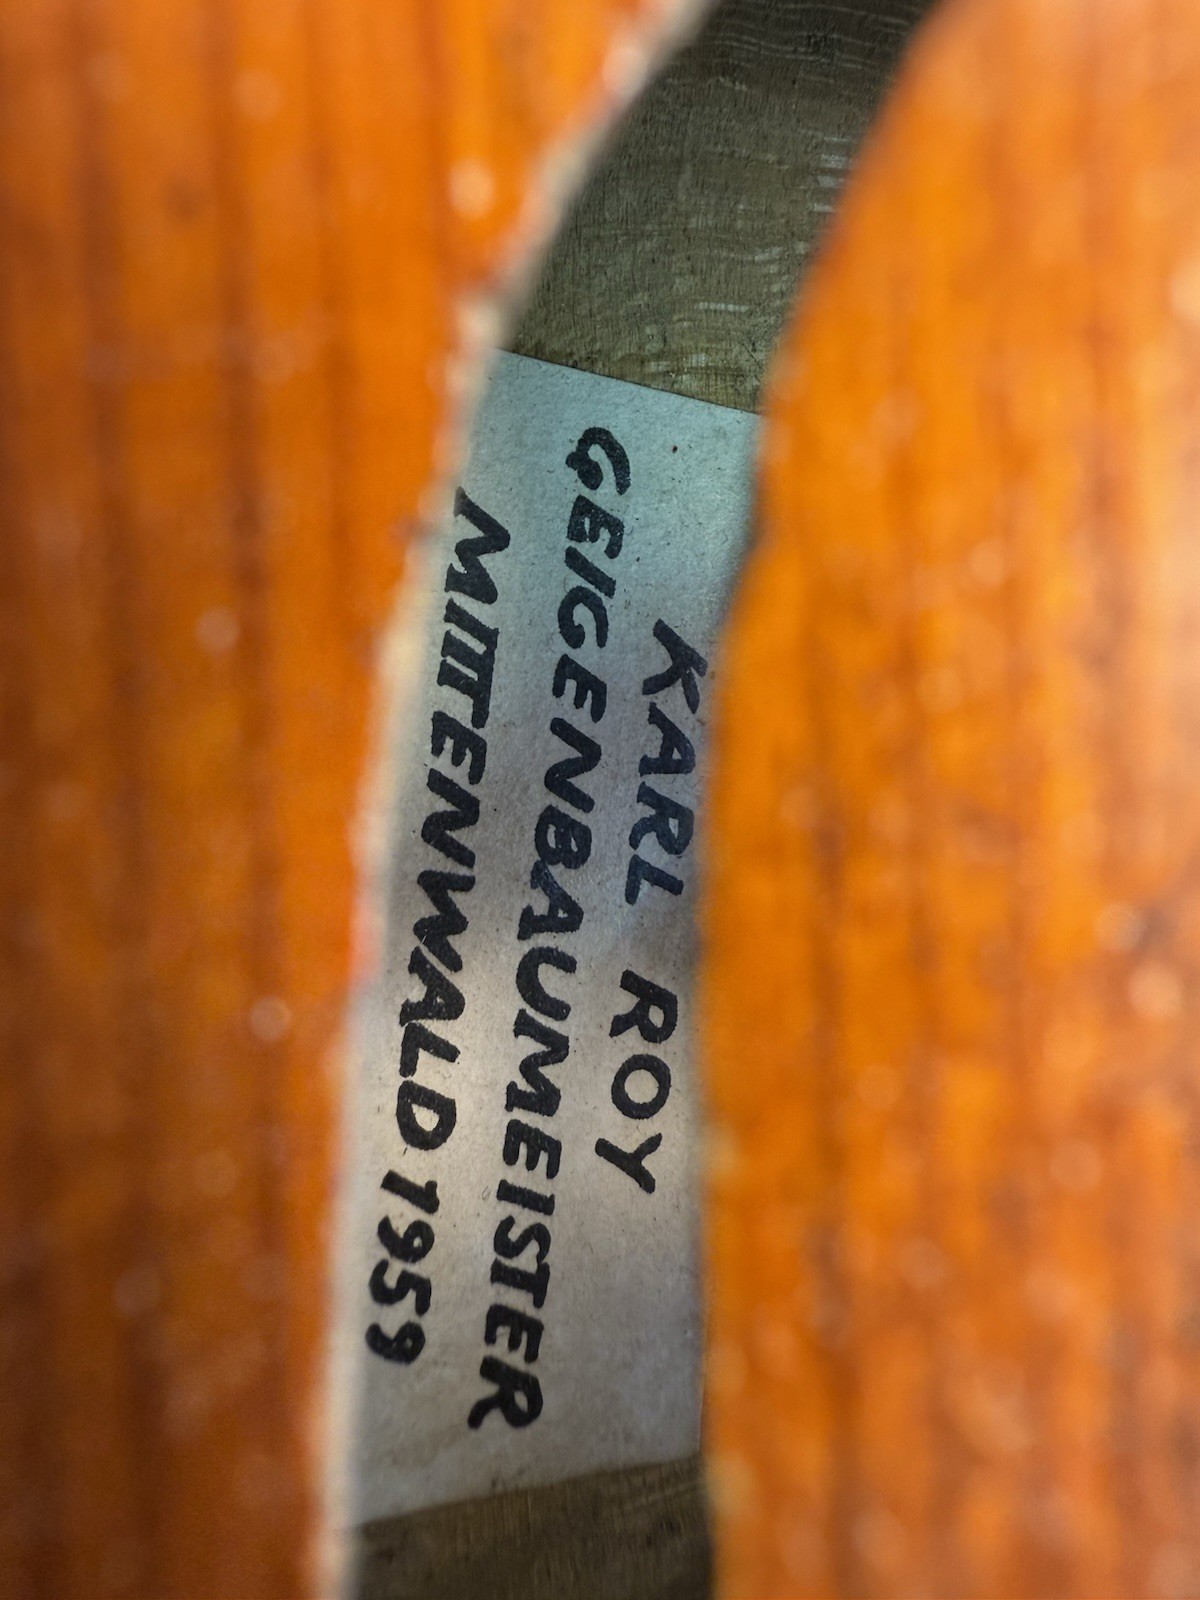 KARL ROY
GEIGENBAUMEISTER
MITTENWALD 1959